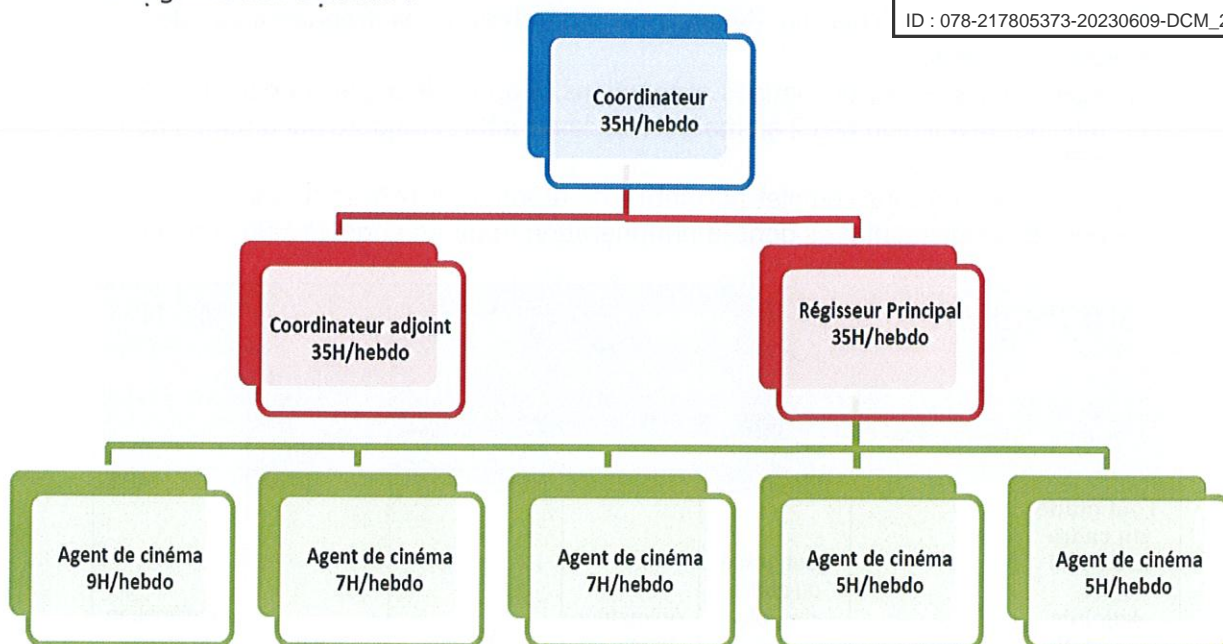 ID : 078-217805373-20230609-DCM_2
Coordinateur
35H/hebdo
Coordinateur adjoint
35H/hebdo
Régisseur Principal
35H/hebdo
Agent de cinéma
9H/hebdo
Agent de cinéma
7H/hebdo
Agent de cinéma
7H/hebdo
Agent de cinéma
5H/hebdo
Agent de cinéma
5H/hebdo